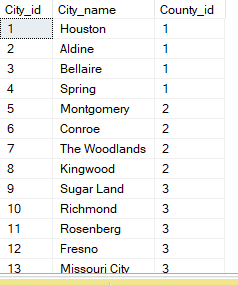 City_id City_name County_id
1 Houston 1
2 Aldine 1
3 Bellaire 1
4 Spring 1
5 Montgomery 2
6 Conroe 2
7 The Woodlands 2
8 Kingwood 2
9 Sugar Land 3
10 Richmond 3
11 Rosenberg 3
12 Fresno 3
13 Missouri City 3